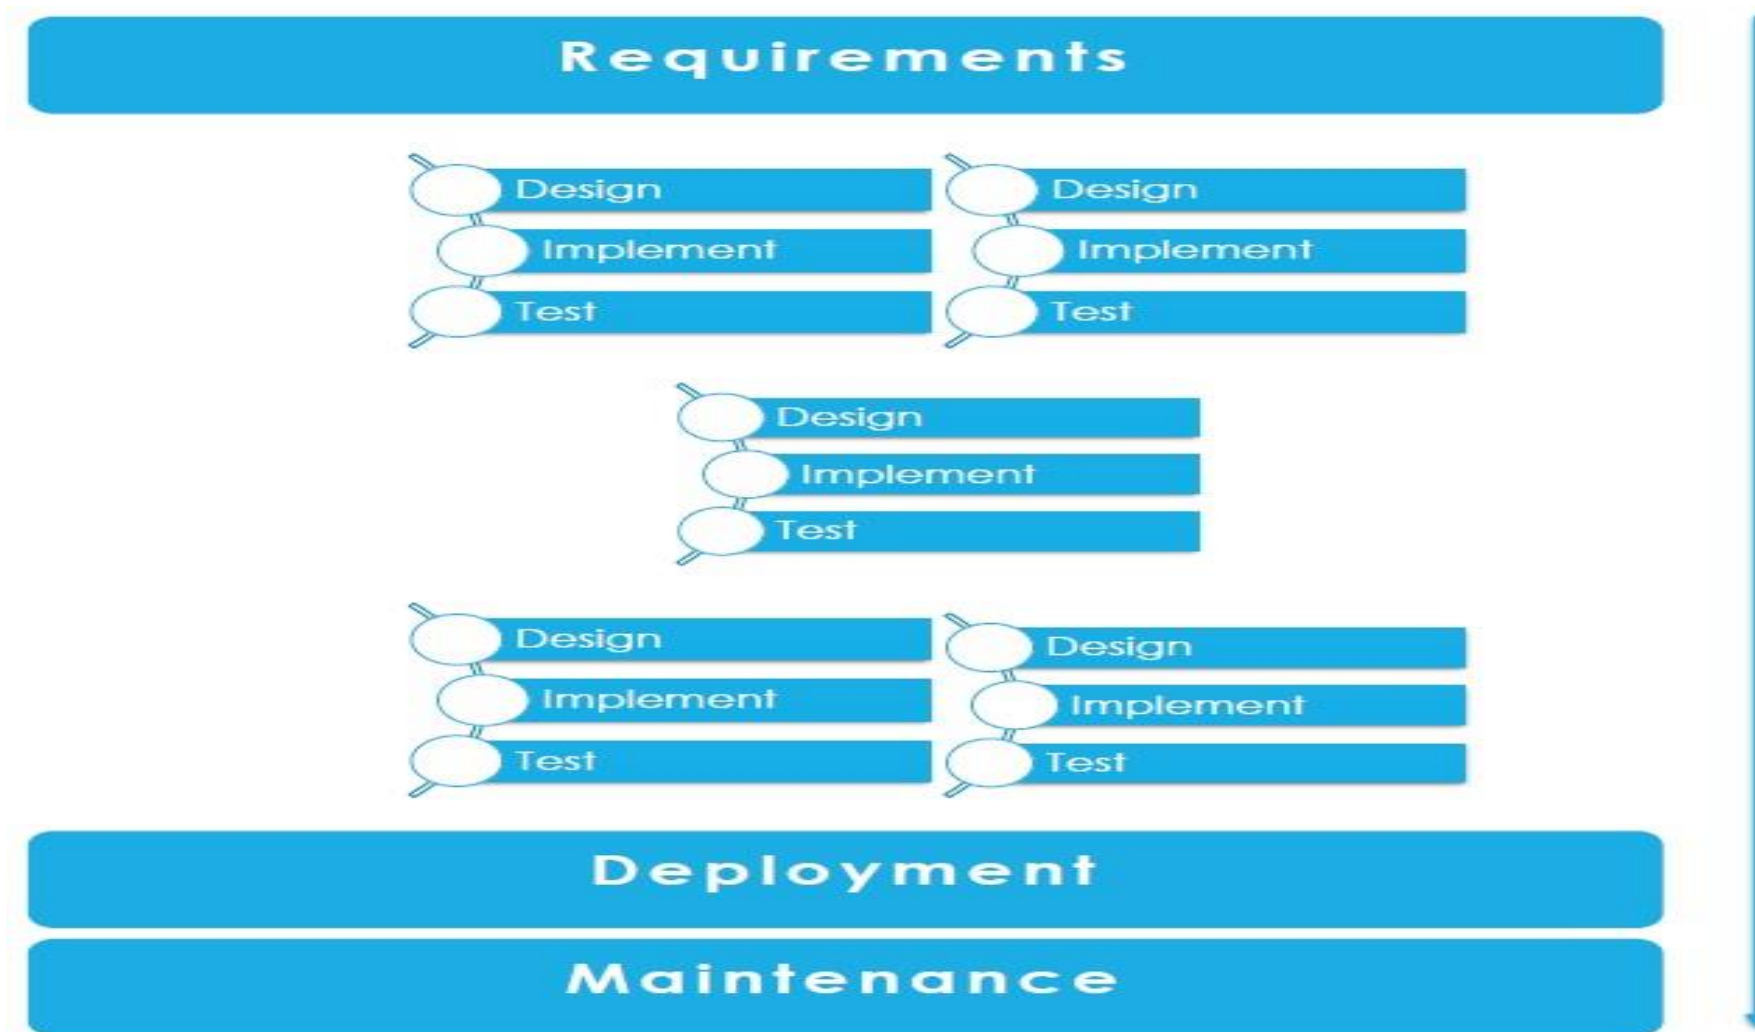 Requirements
Design
Implement
Test
Design
Implement
Test
Design
Implement
Test
Design
Implement
Test
Design
Implement
Test
Deployment
Maintenance